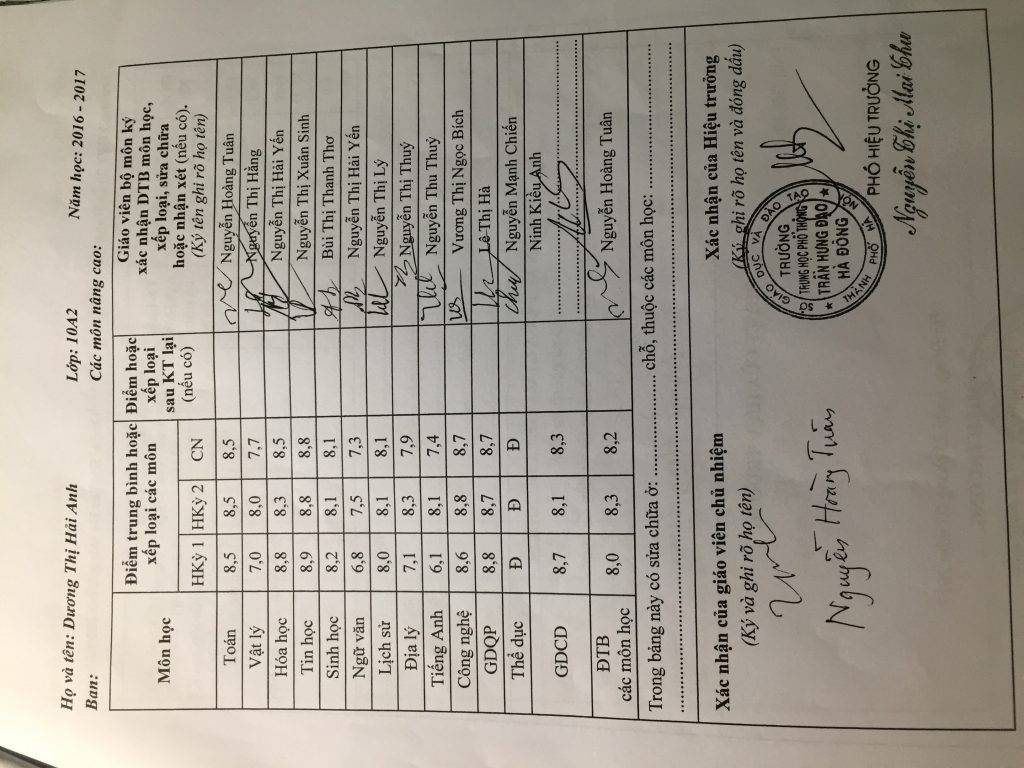 Họ và tên: Dương Thị Hải Anh Lớp: 10A2 Năm học: 2016 - 2017
Ban: Các môn nâng cao:
Môn học
Điểm trung bình hoặc
xếp loại các môn
HKỳ 1 HKỳ 2 CN
Điểm hoặc
xếp loại
sau KT lại
(nếu có)
Giáo viên bộ môn ký
xác nhận ĐTB môn học,
xếp loại, sửa chữa
hoặc nhận xét (nếu có).
(Ký tên ghi rõ họ tên)
Toán 8,5 8,5 8,5 Nguyễn Hoàng Tuân
Vật lý 7,0 8,0 7,7 Nguyễn Thị Hằng
Hóa học 8,8 8,3 8,5 Nguyễn Thị Hải Yến
Tin học 8,9 8,8 8,8 Nguyễn Thị Xuân Sinh
Sinh học 8,2 8,1 8,1 Bùi Thị Thanh Thơ
Ngữ văn 6,8 7,5 7,3 Nguyễn Thị Hải Yến
Lịch sử 8,0 8,1 8,1 Nguyễn Thị Lý
Địa lý 7,1 8,3 7,9 Nguyễn Thị Thuý
Tiếng Anh 6,1 8,1 7,4 Nguyễn Thu Thuý
Công nghệ 8,6 8,8 8,7 Vương Thị Ngọc Bích
GDQP 8,8 8,7 8,7 Lê Thị Hà
Thể dục Đ Đ Đ Nguyễn Mạnh Chiến
GDCD 8,7 8,1 8,3 Ninh Kiều Anh
ĐTB
các môn học 8,0 8,3 8,2 Nguyễn Hoàng Tuân
Trong bảng này có sửa chữa ở: .................. chỗ, thuộc các môn học: ..................
Xác nhận của giáo viên chủ nhiệm
(Ký và ghi rõ họ tên)
Nguyễn Hoàng Tuân
Xác nhận của Hiệu trưởng
(Ký, ghi rõ họ tên và đóng dấu)
SỞ GIÁO DỤC VÀ ĐÀO TẠO
TRƯỜNG
TRUNG HỌC PHỔ THÔNG
TRẦN HƯNG ĐẠO
HÀ ĐÔNG
THÀNH PHỐ HÀ NỘI
PHÓ HIỆU TRƯỞNG
Nguyễn Thị Mai Thu